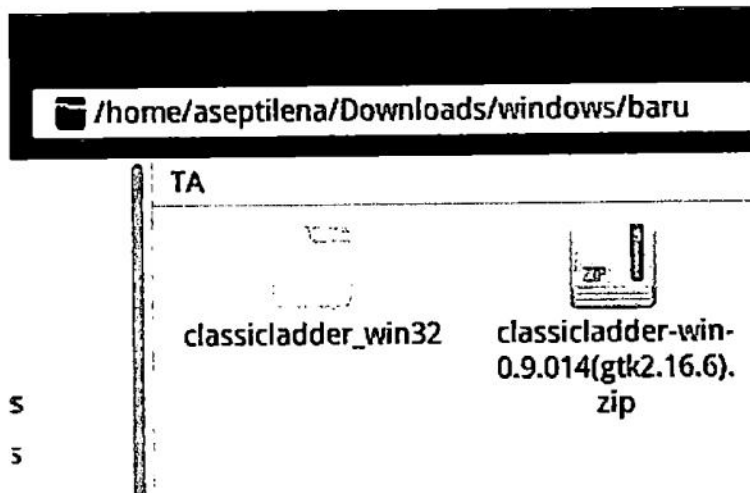 /home/aseptilena/Downloads/windows/baru
TA
ZIP
classicladder_win32
classicladder-win-
0.9.014(gtk2.16.6).
zip
s
s